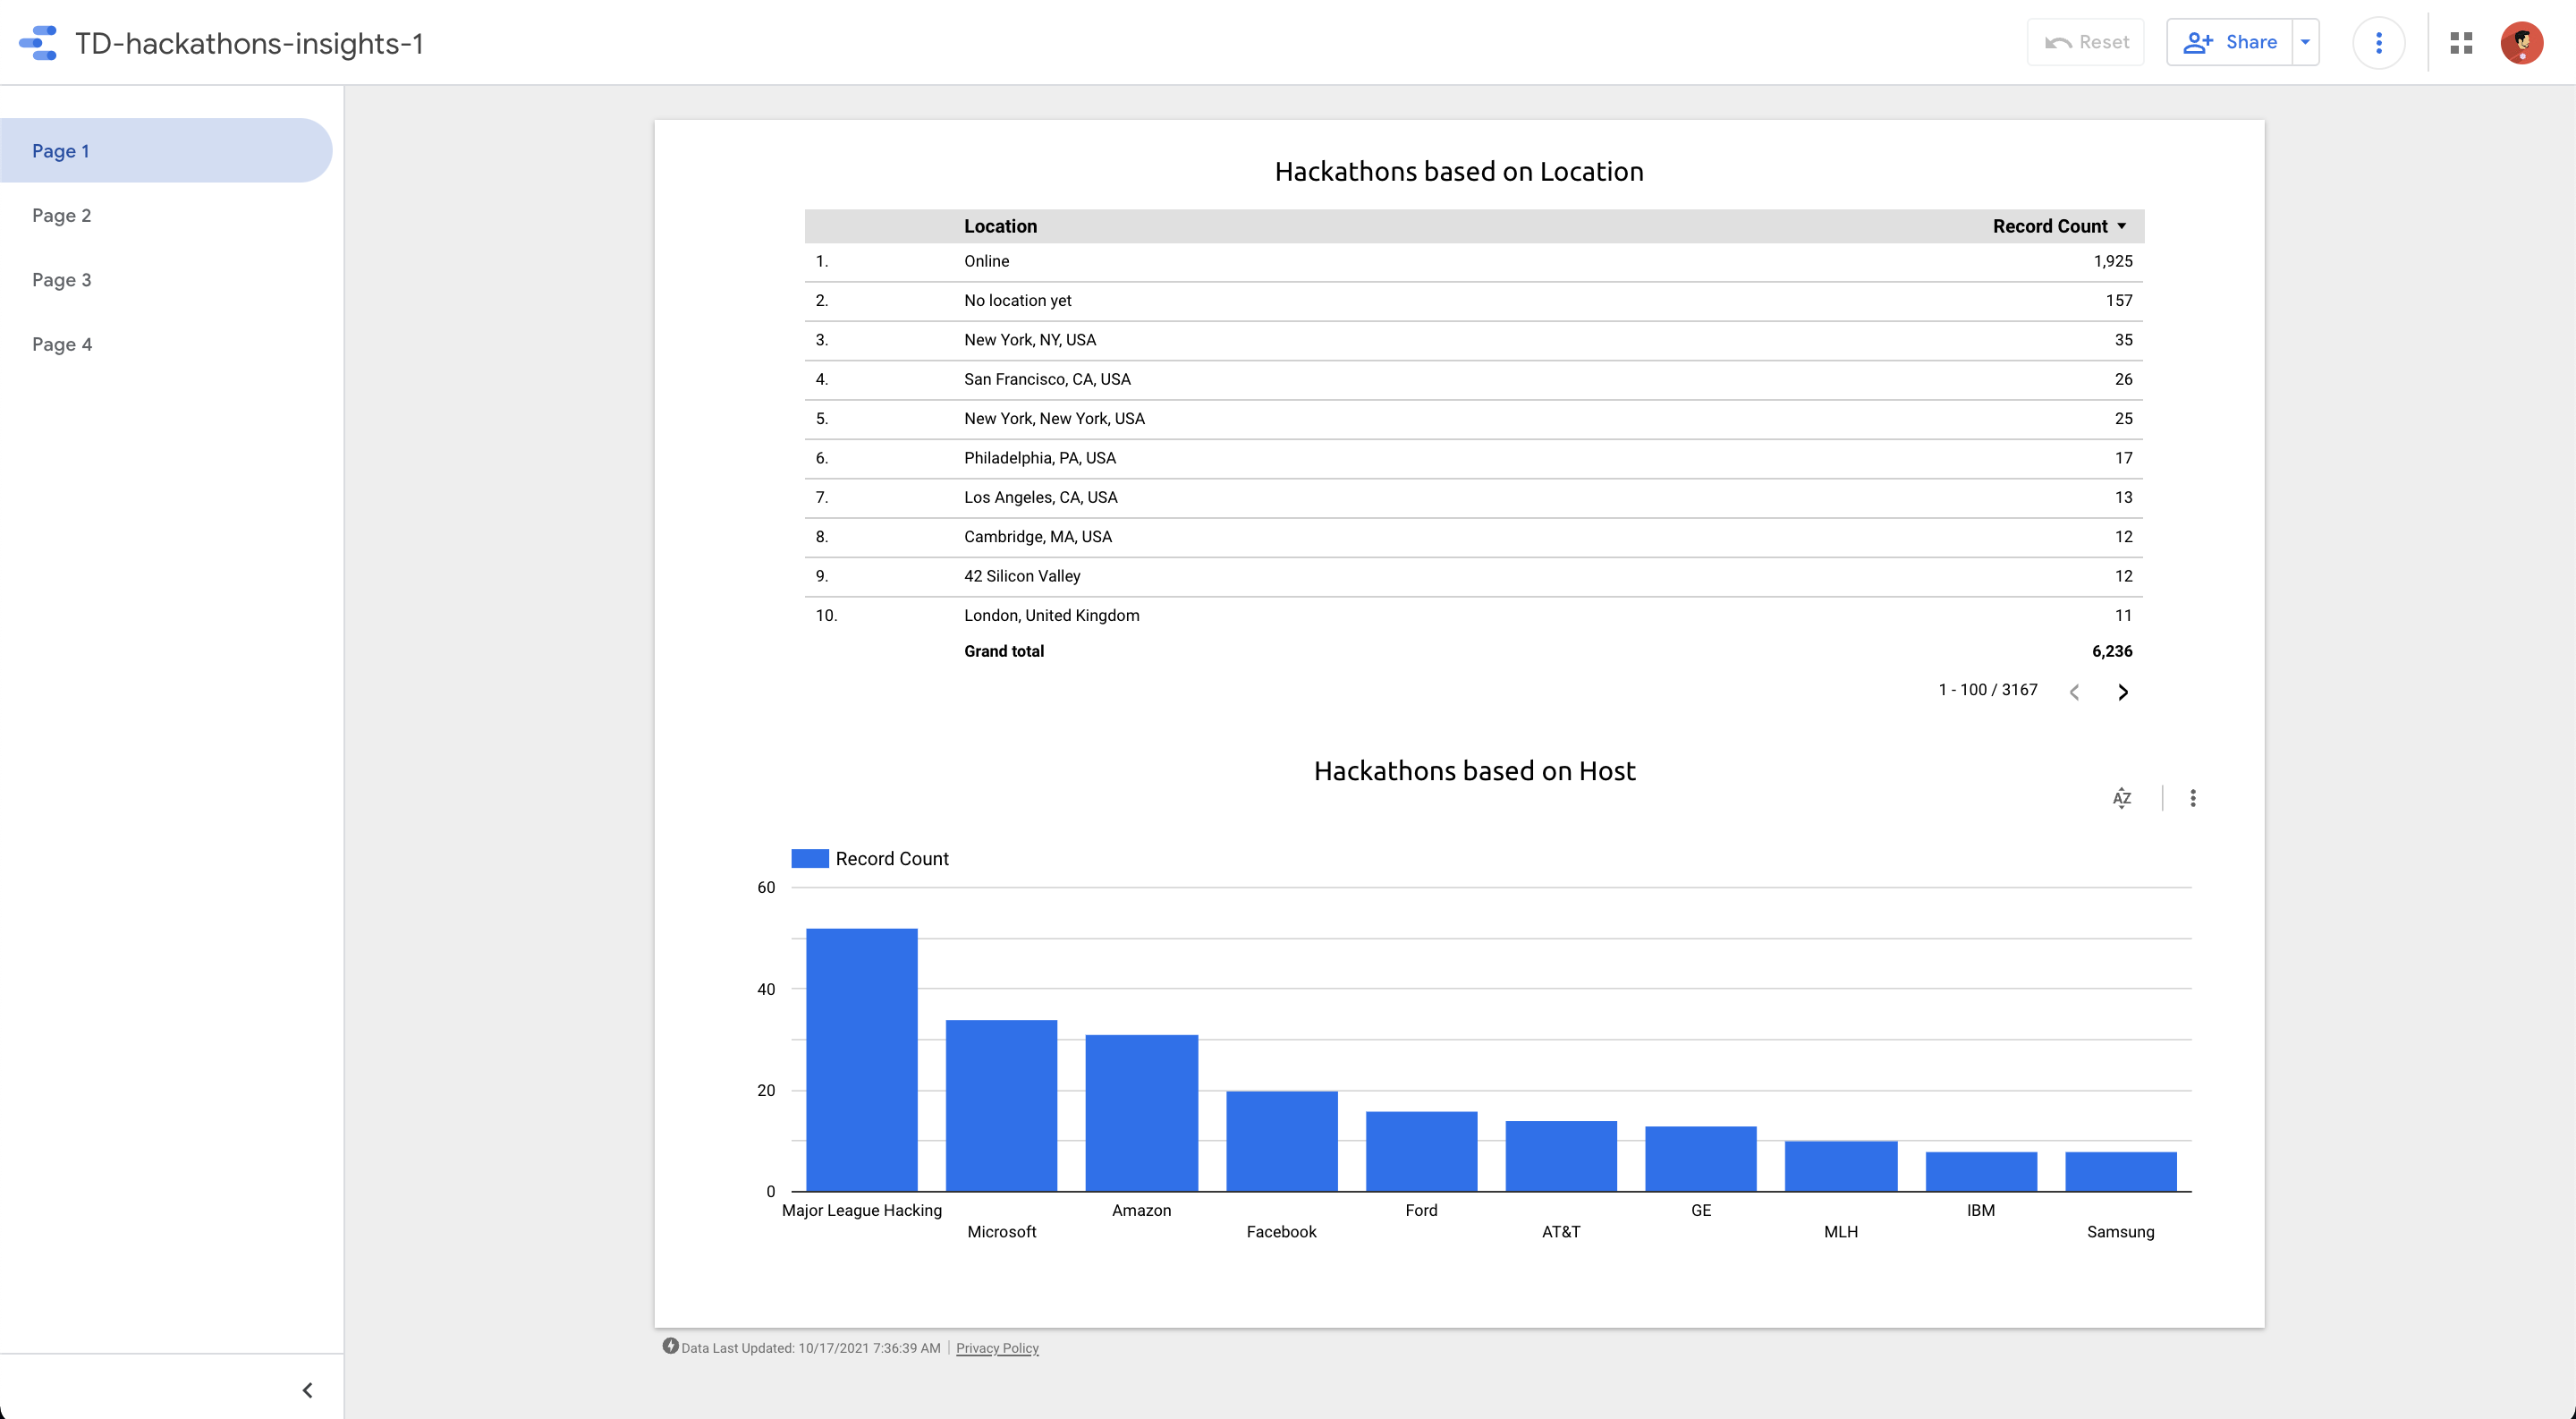 TD-hackathons-insights-1
Reset
Share
Page 1
Page 2
Page 3
Page 4
Hackathons based on Location
Location Record Count
1. Online 1,925
2. No location yet 157
3. New York, NY, USA 35
4. San Francisco, CA, USA 26
5. New York, New York, USA 25
6. Philadelphia, PA, USA 17
7. Los Angeles, CA, USA 13
8. Cambridge, MA, USA 12
9. 42 Silicon Valley 12
10. London, United Kingdom 11
Grand total 6,236
1 - 100 / 3167
Hackathons based on Host
AZ
Record Count
60
40
20
0
Major League Hacking
Microsoft
Amazon
Facebook
Ford
AT&T
GE
MLH
IBM
Samsung
Data Last Updated: 10/17/2021 7:36:39 AM
Privacy Policy